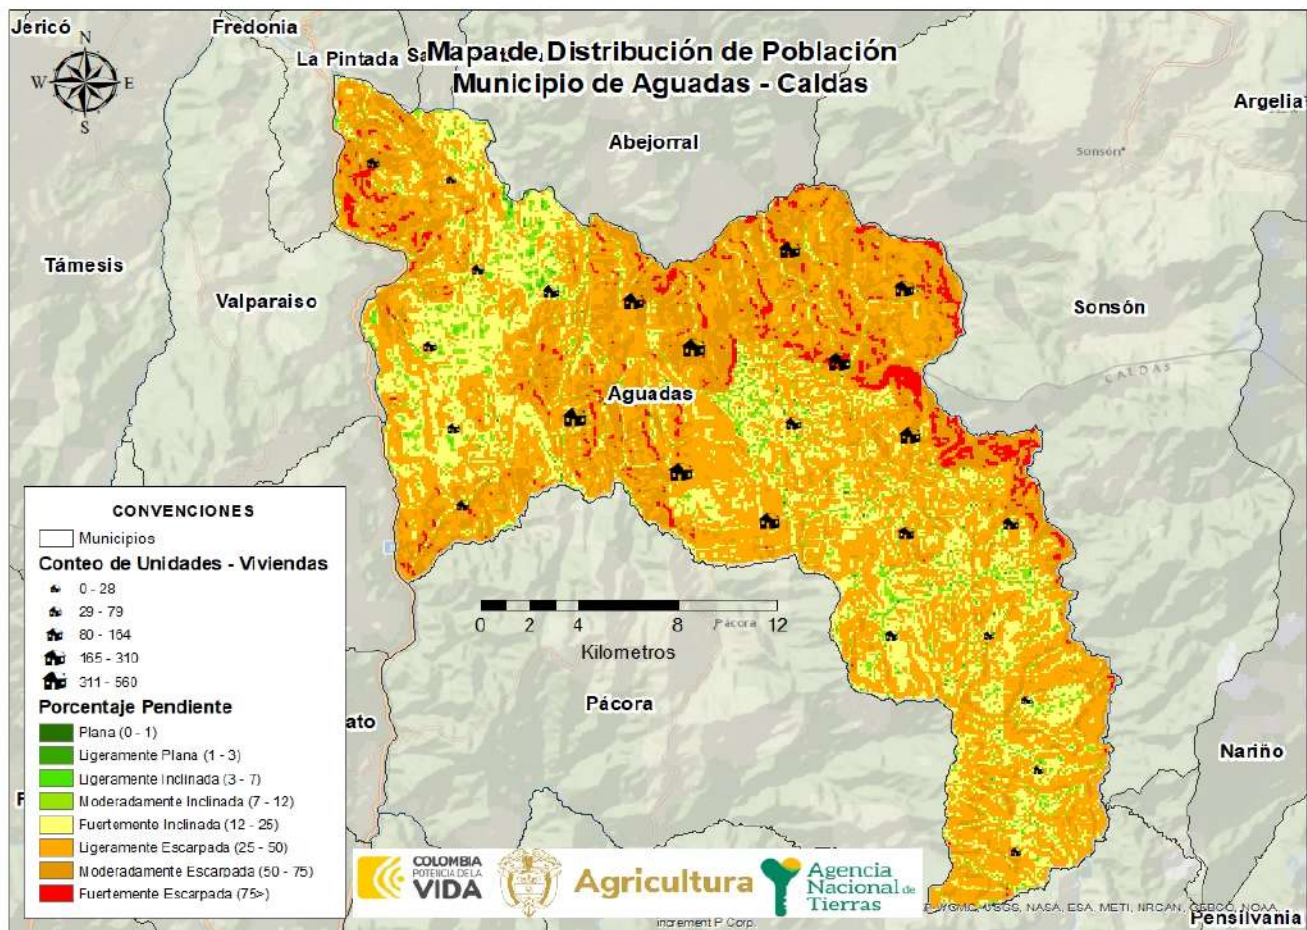 Jericó
Fredonia
La Pintada
Mapa de Distribución de Población
Municipio de Aguadas - Caldas
N
W
E
S
Argelia
Abejorral
Sonsón
Támesis
Valparaiso
Sonsón
CALDAS
Aguadas
CONVENCIONES
Municipios
Conteo de Unidades - Viviendas
0 - 28
29 - 79
80 - 164
165 - 310
311 - 560
Porcentaje Pendiente
Plana (0 - 1)
Ligeramente Plana (1 - 3)
Ligeramente Inclinada (3 - 7)
Moderadamente Inclinada (7 - 12)
Fuertemente Inclinada (12 - 25)
Ligeramente Escarpada (25 - 50)
Moderadamente Escarpada (50 - 75)
Fuertemente Escarpada (75>)
0 2 4 8 12
Pácora
Kilometros
Pácora
ato
Nariño
COLOMBIA
POTENCIA DE LA
VIDA
Agricultura
Agencia
Nacional de
Tierras
USGS, NASA, ESA, METI, NRCAN, GEBCO, NOAA,
increment P Corp.
Pensilvania